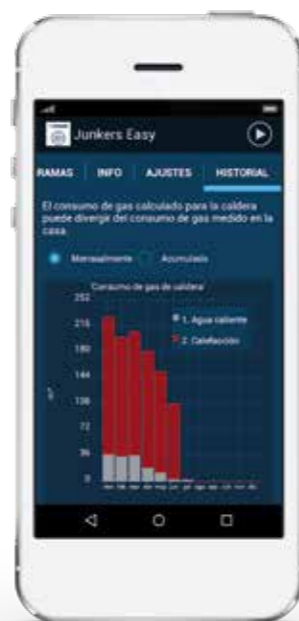 Junkers Easy
RAMAS INFO AJUSTES HISTORIAL
El consumo de gas calculado para la caldera
puede divergir del consumo de gas medido en la
casa.
Mensualmente Acumulado
Consumo de gas de caldera
252
216
180
144
108
72
36
0
1. Agua caliente
2. Calefacción